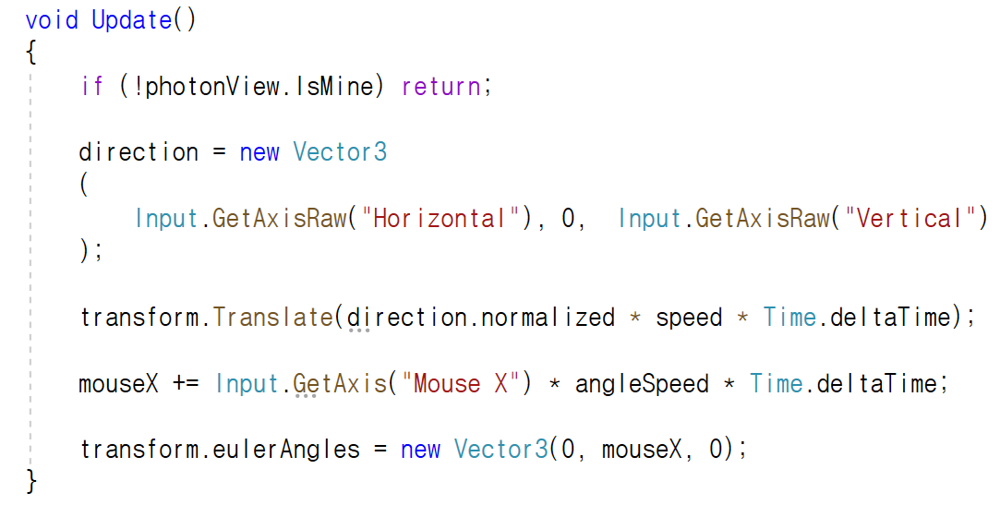 void Update()
{
if (!photonView.IsMine) return;
direction = new Vector3
(
Input.GetAxisRaw("Horizontal"), 0, Input.GetAxisRaw("Vertical")
);
transform.Translate(direction.normalized * speed * Time.deltaTime);
mouseX += Input.GetAxis("Mouse X") * angleSpeed * Time.deltaTime;
transform.eulerAngles = new Vector3(0, mouseX, 0);
}